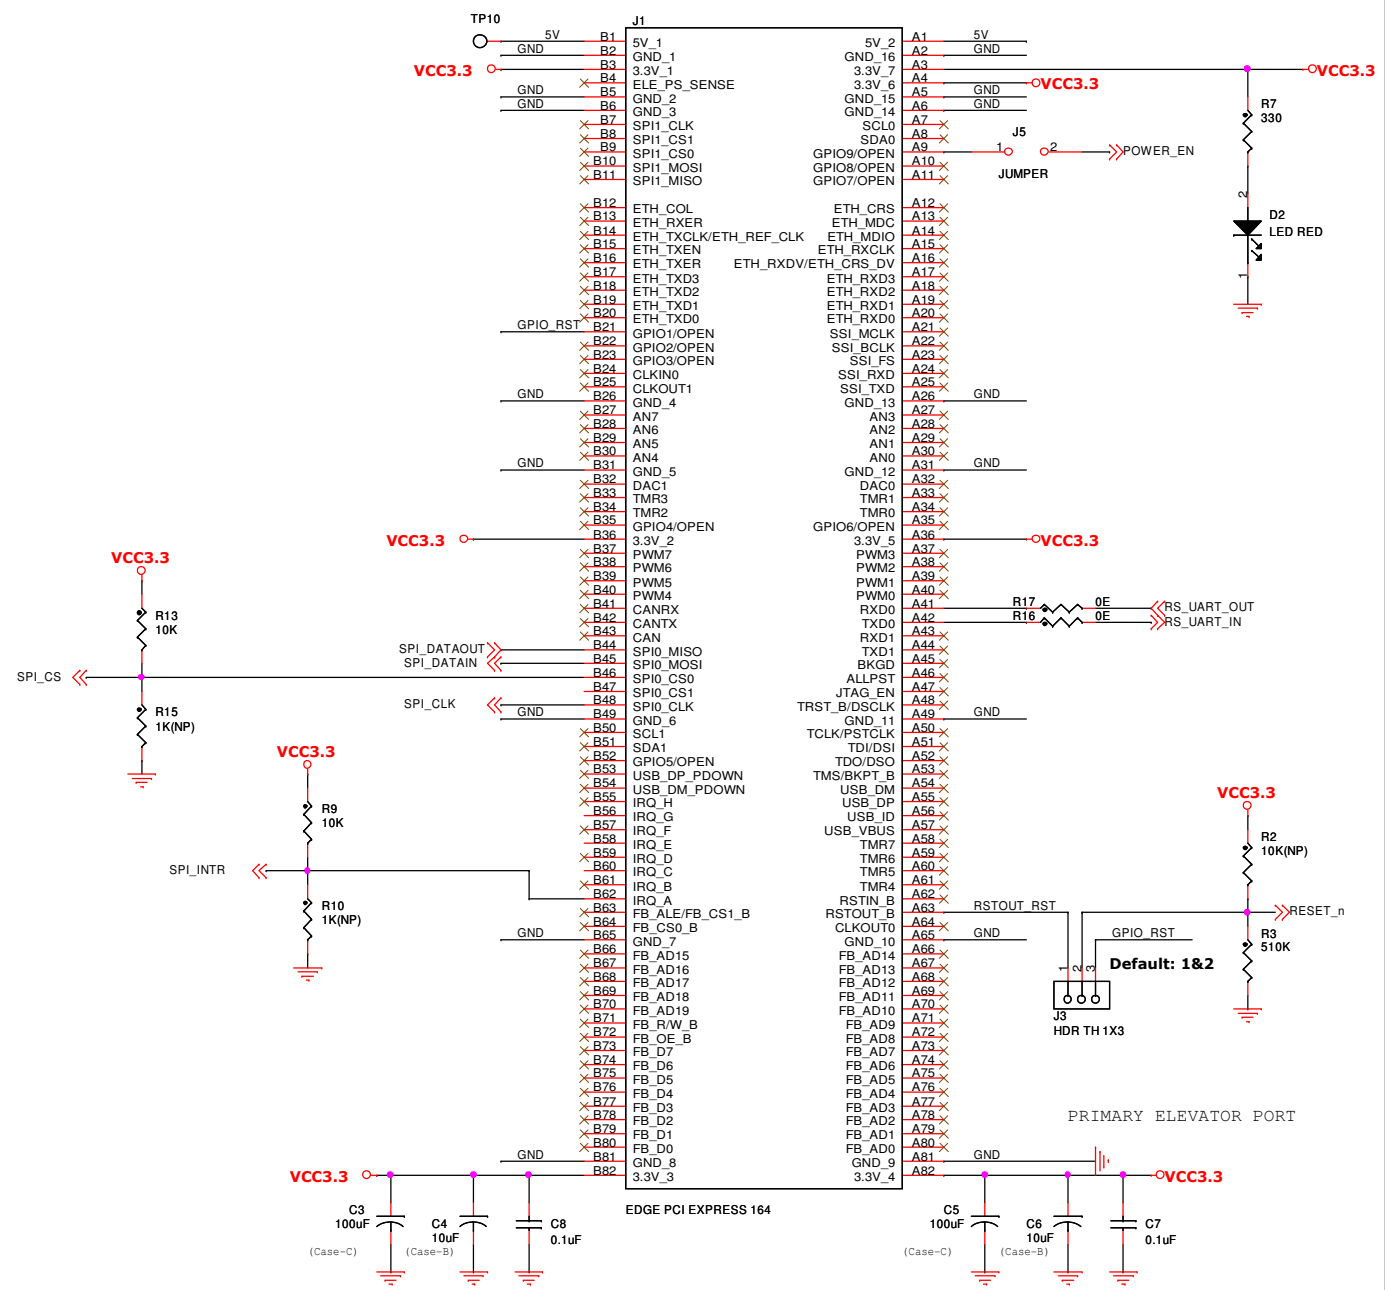 TP10
J1
5V B1 5V_1 5V_2 A1 5V
GND B2 GND_1 GND_16 A2 GND
VCC3.3 B3 3.3V_1 3.3V_7 A3 VCC3.3
B4 ELE_PS_SENSE 3.3V_6 A4 VCC3.3
GND B5 GND_2 GND_15 A5 GND
GND B6 GND_3 GND_14 A6 GND
B7 SPI1_CLK SCL0 A7
B8 SPI1_CS1 SDA0 A8
B9 SPI1_CS0 GPIO9/OPEN A9
B10 SPI1_MOSI GPIO8/OPEN A10
B11 SPI1_MISO GPIO7/OPEN A11
J5
1 2 POWER_EN
JUMPER
R7
330
2
D2
LED RED
1
B12 ETH_COL ETH_CRS A12
B13 ETH_RXER ETH_MDC A13
B14 ETH_TXCLK/ETH_REF_CLK ETH_MDIO A14
B15 ETH_TXEN ETH_RXCLK A15
B16 ETH_TXER ETH_RXDV/ETH_CRS_DV A16
B17 ETH_TXD3 ETH_RXD3 A17
B18 ETH_TXD2 ETH_RXD2 A18
B19 ETH_TXD1 ETH_RXD1 A19
B20 ETH_TXD0 ETH_RXD0 A20
GPIO_RST B21 GPIO1/OPEN SSI_MCLK A21
B22 GPIO2/OPEN SSI_BCLK A22
B23 GPIO3/OPEN SSI_FS A23
B24 CLKIN0 SSI_RXD A24
B25 CLKOUT1 SSI_TXD A25
GND B26 GND_4 GND_13 A26 GND
B27 AN7 AN3 A27
B28 AN6 AN2 A28
B29 AN5 AN1 A29
B30 AN4 AN0 A30
GND B31 GND_5 GND_12 A31 GND
B32 DAC1 DAC0 A32
B33 TMR3 TMR1 A33
B34 TMR2 TMR0 A34
B35 GPIO4/OPEN GPIO6/OPEN A35
VCC3.3 B36 3.3V_2 3.3V_5 A36 VCC3.3
B37 PWM7 PWM3 A37
B38 PWM6 PWM2 A38
B39 PWM5 PWM1 A39
B40 PWM4 PWM0 A40
B41 CANRX RXD0 A41 R17 0E RS_UART_OUT
B42 CANTX TXD0 A42 R16 0E RS_UART_IN
B43 CAN RXD1 A43
SPI_DATAOUT B44 SPI0_MISO TXD1 A44
SPI_DATAIN B45 SPI0_MOSI BKGD A45
SPI_CS B46 SPI0_CS0 ALLPST A46
B47 SPI0_CS1 JTAG_EN A47
SPI_CLK B48 SPI0_CLK TRST_B/DSCLK A48
GND B49 GND_6 GND_11 A49 GND
B50 SCL1 TCLK/PSTCLK A50
B51 SDA1 TDI/DSI A51
B52 GPIO5/OPEN TDO/DSO A52
B53 USB_DP_PDOWN TMS/BKPT_B A53
B54 USB_DM_PDOWN USB_DM A54
B55 IRQ_H USB_DP A55
B56 IRQ_G USB_ID A56
B57 IRQ_F USB_VBUS A57
B58 IRQ_E TMR7 A58
B59 IRQ_D TMR6 A59
B60 IRQ_C TMR5 A60
B61 IRQ_B TMR4 A61
B62 IRQ_A RSTIN_B A62
B63 FB_ALE/FB_CS1_B RSTOUT_B A63 RSTOUT_RST
B64 FB_CS0_B CLKOUT0 A64
GND B65 GND_7 GND_10 A65 GND
B66 FB_AD15 FB_AD14 A66
B67 FB_AD16 FB_AD13 A67
B68 FB_AD17 FB_AD12 A68
B69 FB_AD18 FB_AD11 A69
B70 FB_AD19 FB_AD10 A70
B71 FB_R/W_B FB_AD9 A71
B72 FB_OE_B FB_AD8 A72
B73 FB_D7 FB_AD7 A73
B74 FB_D6 FB_AD6 A74
B75 FB_D5 FB_AD5 A75
B76 FB_D4 FB_AD4 A76
B77 FB_D3 FB_AD3 A77
B78 FB_D2 FB_AD2 A78
B79 FB_D1 FB_AD1 A79
B80 FB_D0 FB_AD0 A80
GND B81 GND_8 GND_9 A81 GND
VCC3.3 B82 3.3V_3 3.3V_4 A82 VCC3.3
EDGE PCI EXPRESS 164
VCC3.3
R13
10K
R15
1K(NP)
VCC3.3
R9
10K
SPI_INTR
R10
1K(NP)
VCC3.3
R2
10K(NP)
RESET_n
R3
510K
GPIO_RST
1 2 3
Default: 1&2
J3
HDR TH 1X3
PRIMARY ELEVATOR PORT
C3
100uF
(Case-C)
C4
10uF
(Case-B)
C8
0.1uF
C5
100uF
(Case-C)
C6
10uF
(Case-B)
C7
0.1uF